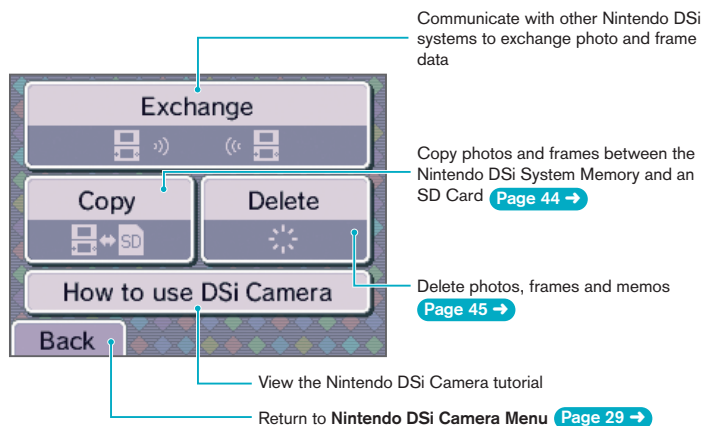 Communicate with other Nintendo DSi
systems to exchange photo and frame
data
Exchange
Copy photos and frames between the
Nintendo DSi System Memory and an
SD Card Page 44 →
Copy
Delete
SD
Delete photos, frames and memos
Page 45 →
How to use DSi Camera
Back
View the Nintendo DSi Camera tutorial
Return to Nintendo DSi Camera Menu Page 29 →